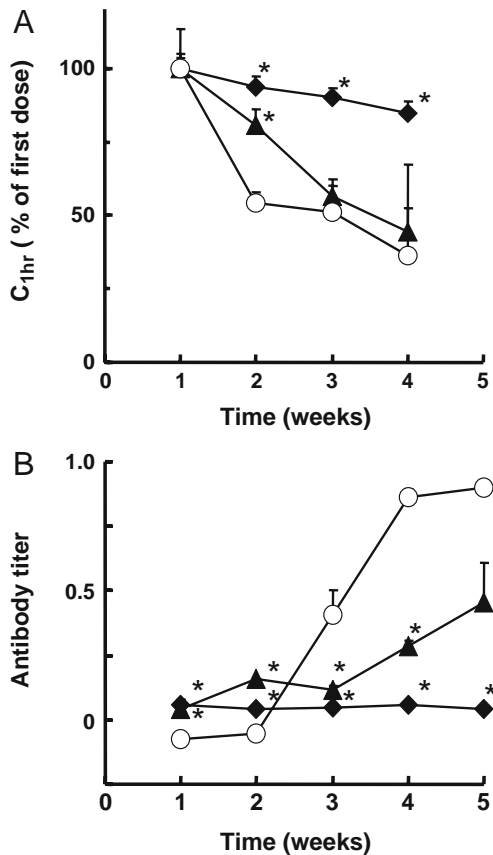 A
C1hr ( % of first dose)
100
50
0
0 1 2 3 4 5
* * *
*
Time (weeks)
B
Antibody titer
1.0
0.5
0
* * * * *
* * * *
0 1 2 3 4 5
Time (weeks)